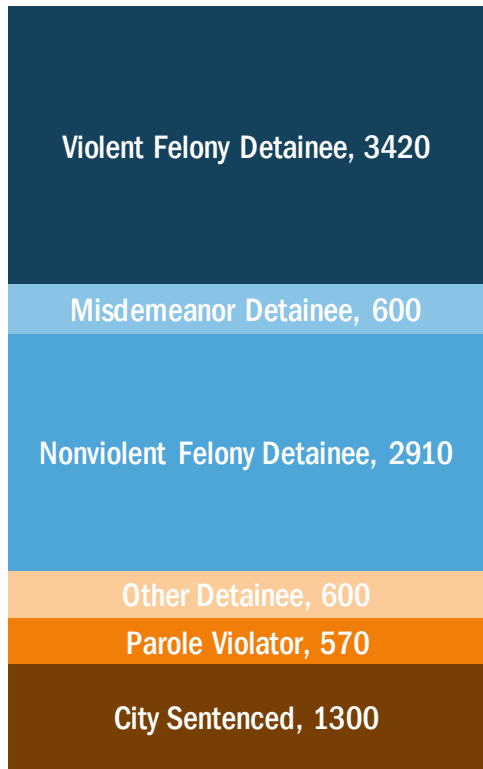 Violent Felony Detainee, 3420
Misdemeanor Detainee, 600
Nonviolent Felony Detainee, 2910
Other Detainee, 600
Parole Violator, 570
City Sentenced, 1300